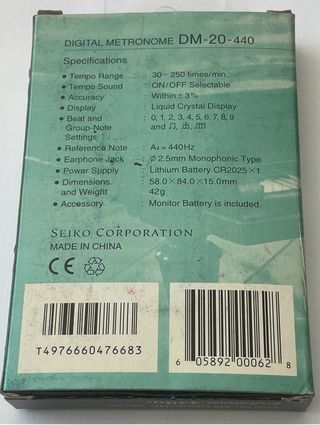 DIGITAL METRONOME DM-20-440
Specifications
● Tempo Range 30~250 times/min.
● Tempo Sound ON/OFF Selectable
● Accuracy Within ± 3%
● Display Liquid Crystal Display
● Beat and 0, 1, 2, 3, 4, 5, 6, 7, 8, 9
Group-Note and ♫,
Settings
● Reference Note A4 = 440Hz
● Earphone Jack Ø 2.5mm Monophonic Type
● Power Suppply Lithium Battery CR2025×1
● Dimensions 58.0×84.0×15.0mm
and Weight 42g
● Accessory Monitor Battery is included.
SEIKO CORPORATION
MADE IN CHINA
CE
T4976660476683
6 05892 00062 8